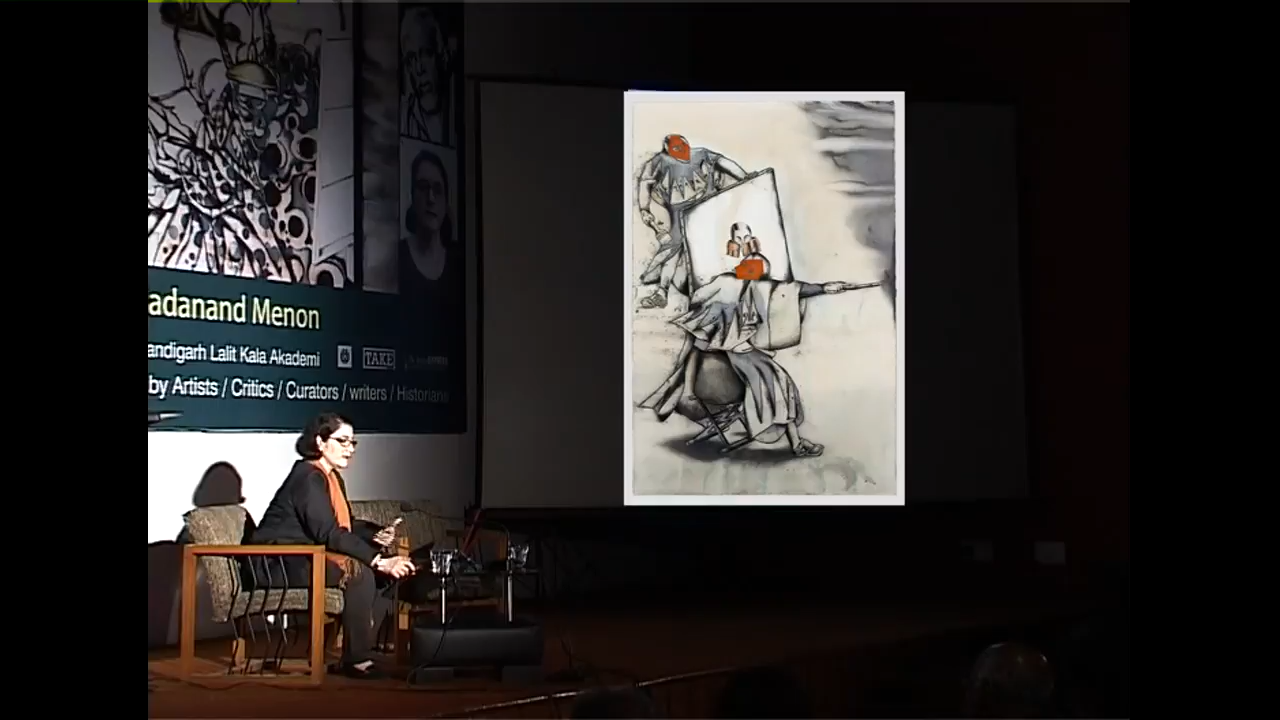 adanand Menon
andigarh Lalit Kala Akademi
TAKE
by Artists / Critics / Curators / writers / Historians